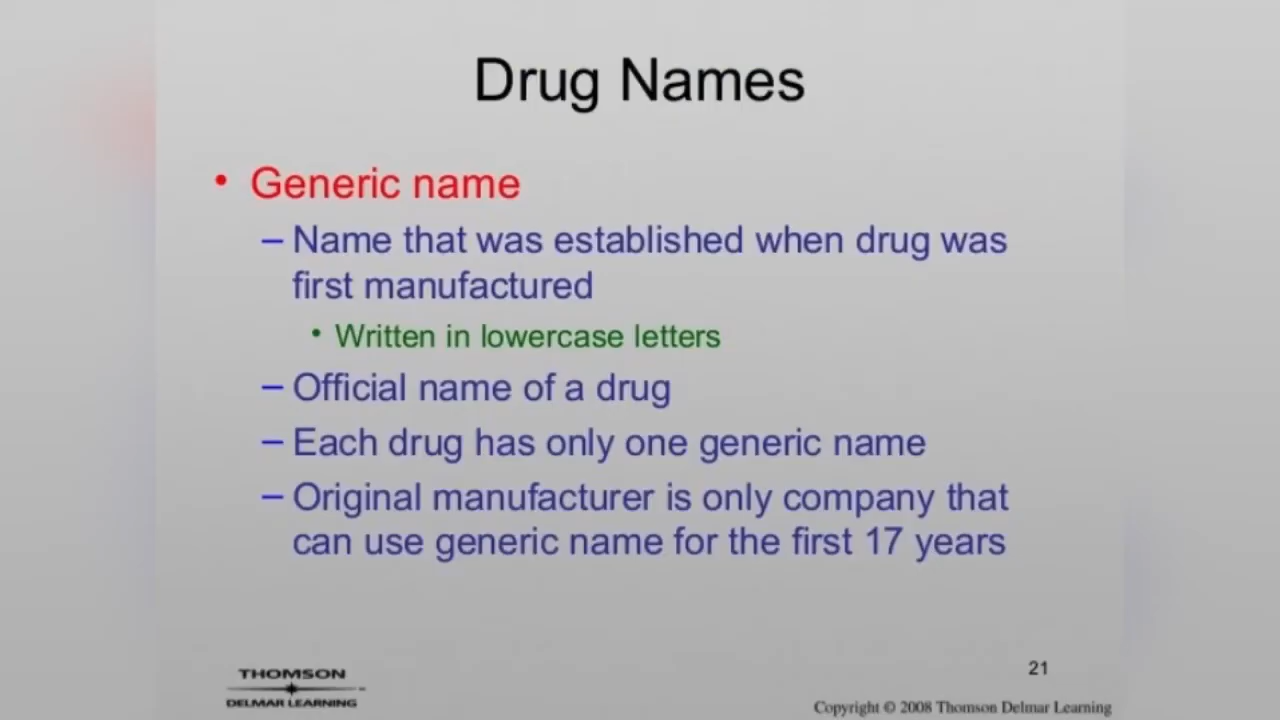 Drug Names
• Generic name
– Name that was established when drug was
first manufactured
• Written in lowercase letters
– Official name of a drug
– Each drug has only one generic name
– Original manufacturer is only company that
can use generic name for the first 17 years
21
THOMSON
DELMAR LEARNING
Copyright © 2008 Thomson Delmar Learning